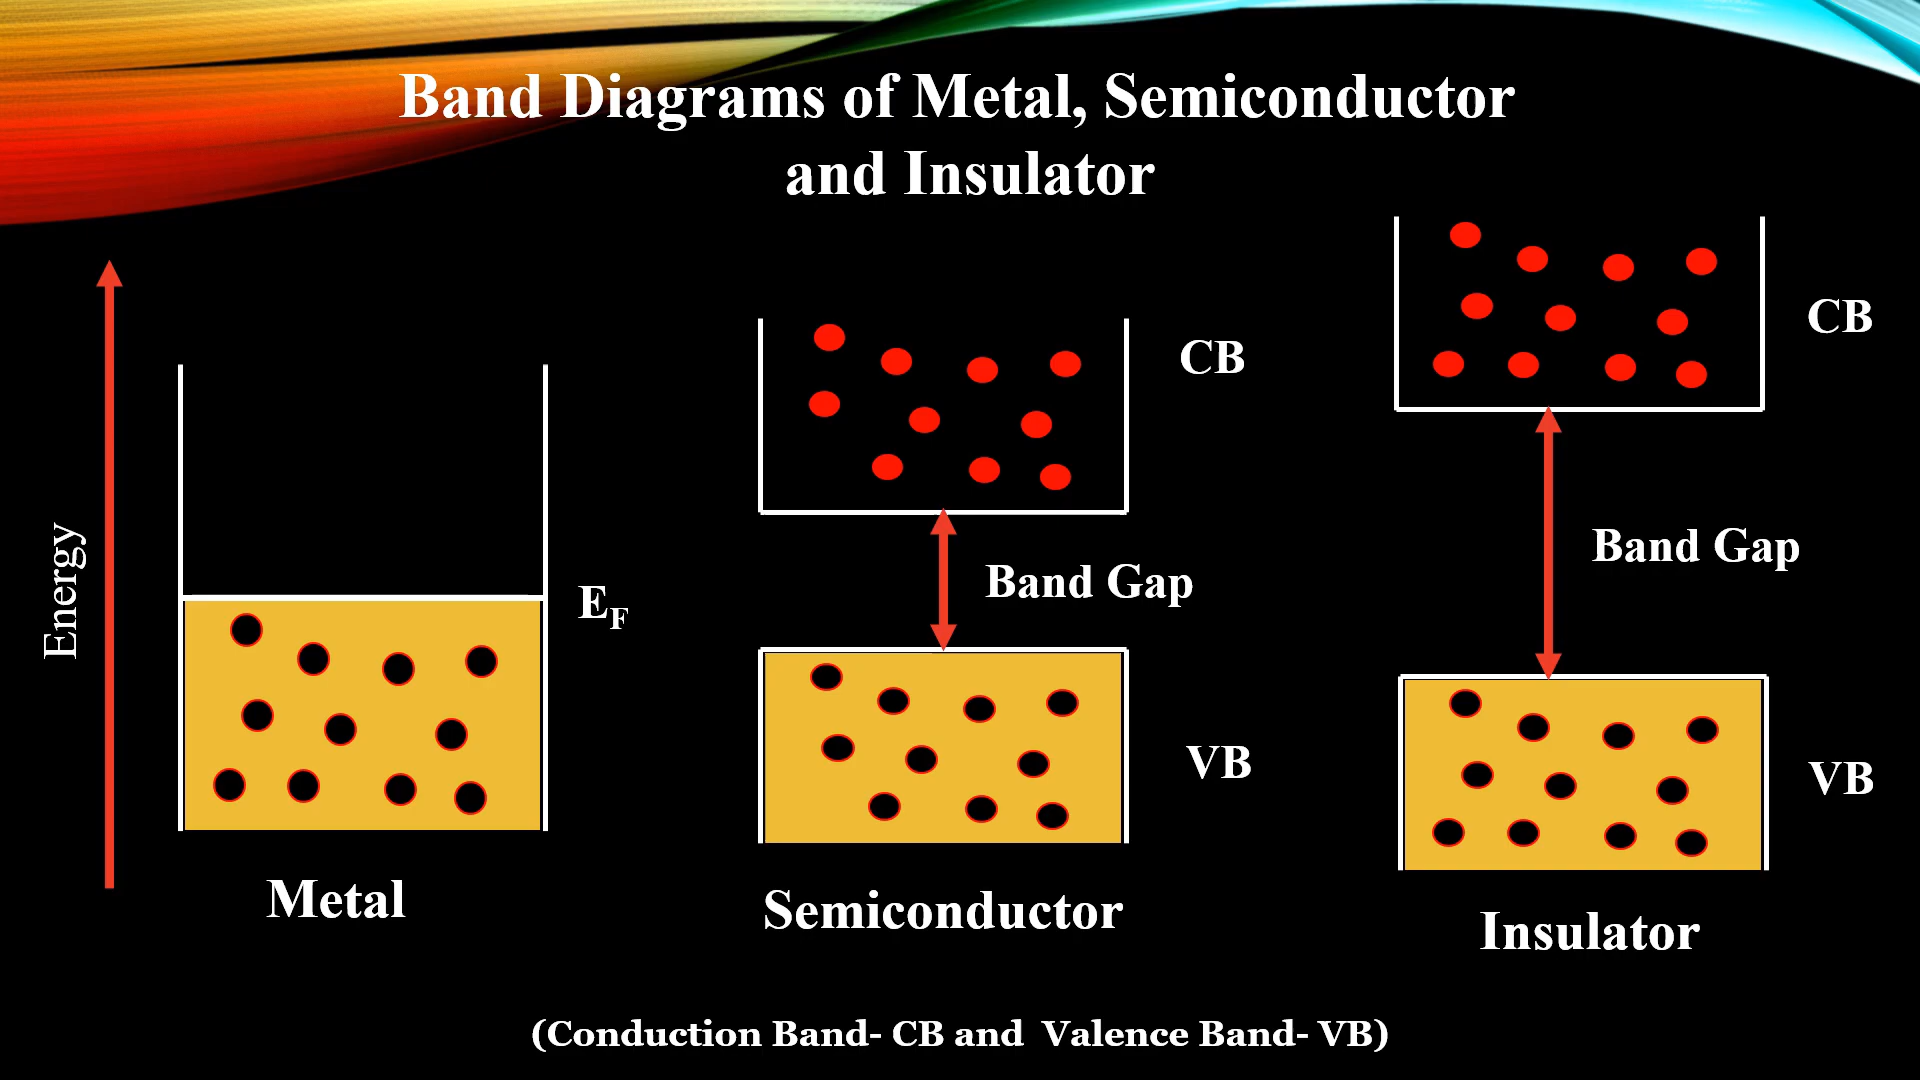 Band Diagrams of Metal, Semiconductor
and Insulator
Energy
E_F
Metal
CB
Band Gap
VB
Semiconductor
CB
Band Gap
VB
Insulator
(Conduction Band- CB and Valence Band- VB)